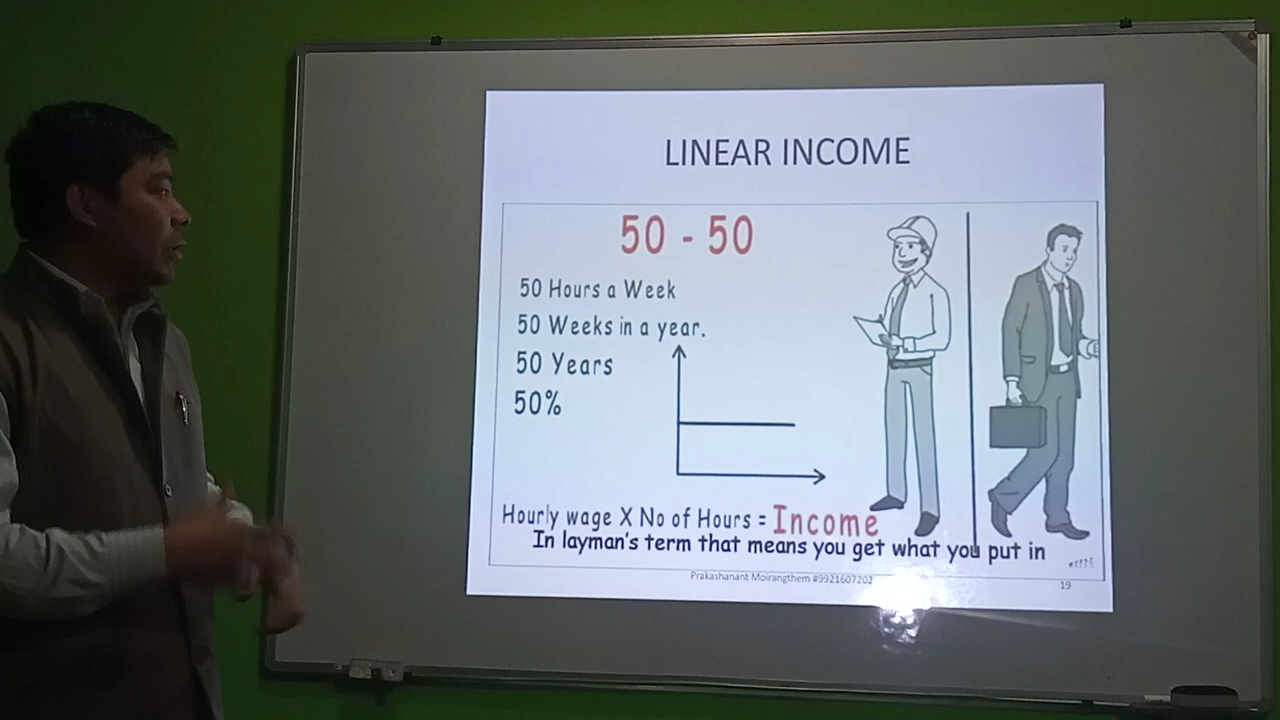 LINEAR INCOME
50 - 50
50 Hours a Week
50 Weeks in a year.
50 Years
50%
Hourly wage X No of Hours = Income
In layman's term that means you get what you put in
Prakashanant Moirangthem #9921607202
19